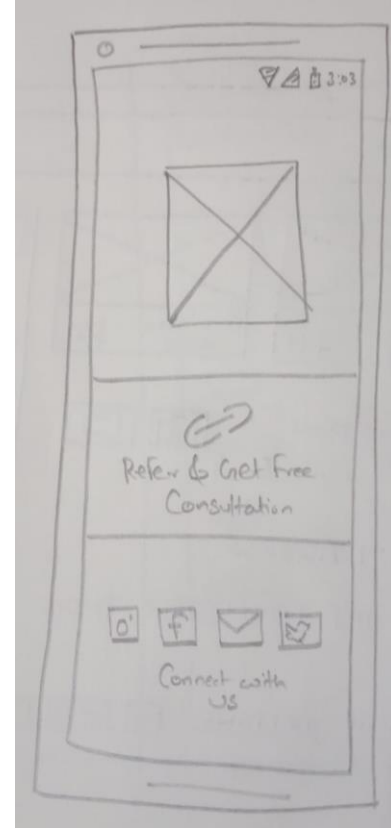 3:03
Refer & Get Free
Consultation
f
Connect with
us